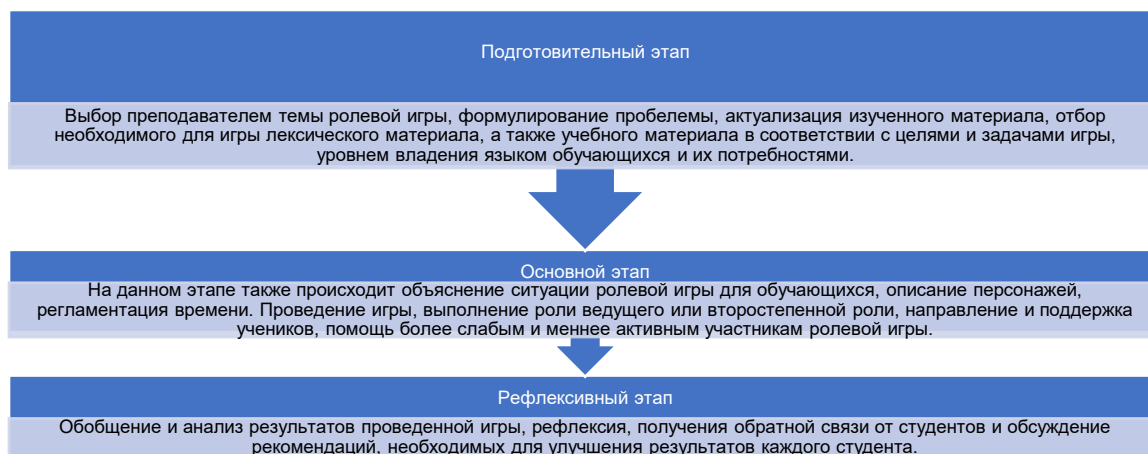 Подготовительный этап
Выбор преподавателем темы ролевой игры, формулирование пробелемы, актуализация изученного материала, отбор
необходимого для игры лексического материала, а также учебного материала в соответствии с целями и задачами игры,
уровнем владения языком обучающихся и их потребностями.
Основной этап
На данном этапе также происходит объяснение ситуации ролевой игры для обучающихся, описание персонажей,
регламентация времени. Проведение игры, выполнение роли ведущего или второстепенной роли, направление и поддержка
учеников, помощь более слабым и меннее активным участникам ролевой игры.
Рефлексивный этап
Обобщение и анализ результатов проведенной игры, рефлексия, получения обратной связи от студентов и обсуждение
рекомендаций, необходимых для улучшения результатов каждого студента.